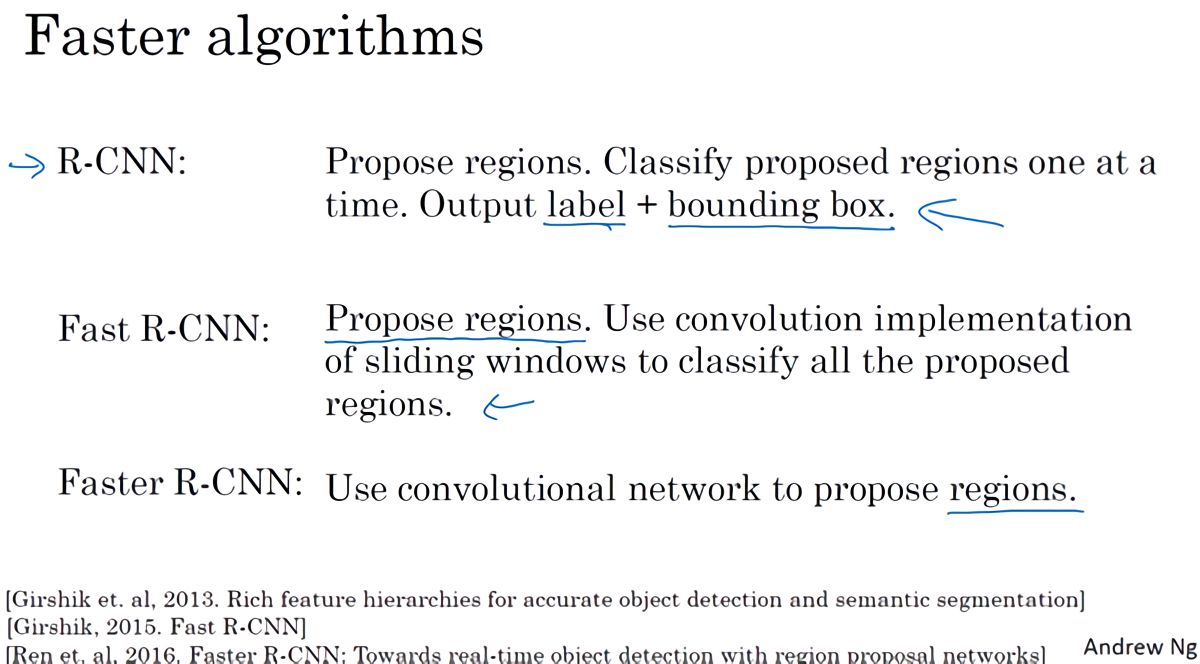 Faster algorithms
R-CNN: Propose regions. Classify proposed regions one at a
time. Output label + bounding box.
Fast R-CNN: Propose regions. Use convolution implementation
of sliding windows to classify all the proposed
regions.
Faster R-CNN: Use convolutional network to propose regions.
[Girshik et. al, 2013. Rich feature hierarchies for accurate object detection and semantic segmentation]
[Girshik, 2015. Fast R-CNN]
[Ren et. al, 2016. Faster R-CNN: Towards real-time object detection with region proposal networks]
Andrew Ng